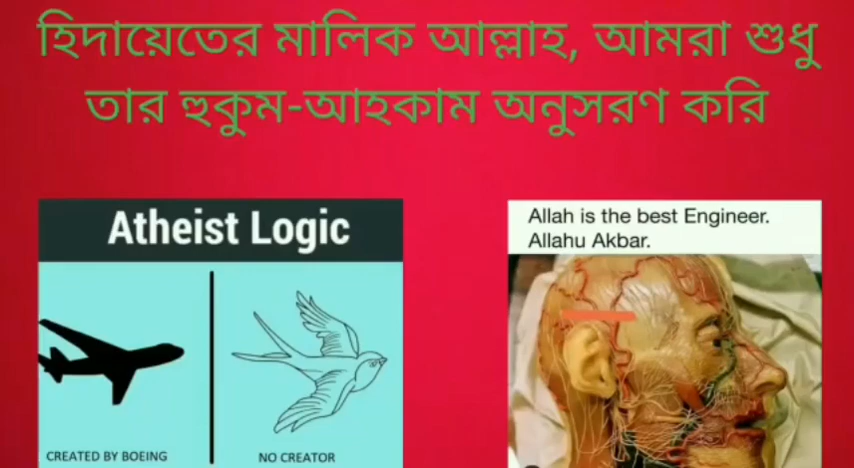 হিদায়েতের মালিক আল্লাহ, আমরা শুধু
তার হুকুম-আহকাম অনুসরণ করি
Atheist Logic
CREATED BY BOEING
NO CREATOR
Allah is the best Engineer.
Allahu Akbar.